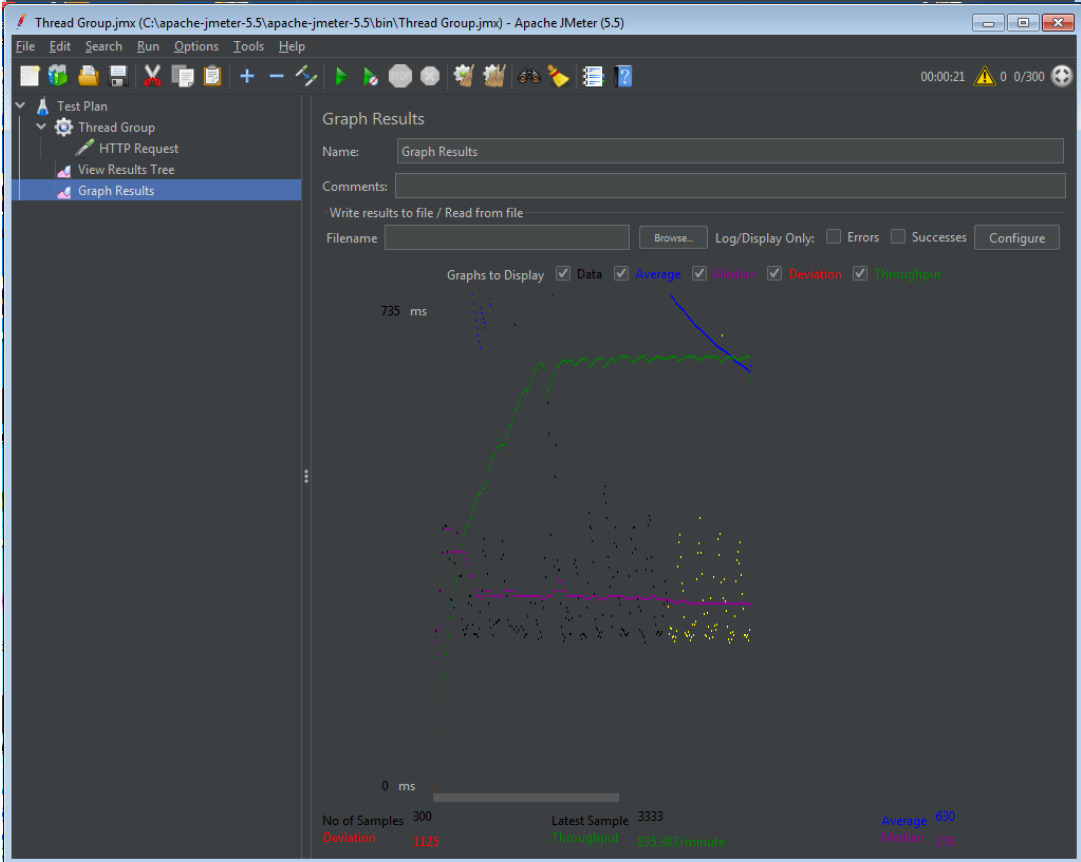 Thread Group.jmx (C:\apache-jmeter-5.5\apache-jmeter-5.5\bin\Thread Group.jmx) - Apache JMeter (5.5)
File Edit Search Run Options Tools Help
STOP 00:00:21 0 0/300
Test Plan
Thread Group
HTTP Request
View Results Tree
Graph Results
Graph Results
Name: Graph Results
Comments:
Write results to file / Read from file
Filename Browse... Log/Display Only: Errors Successes Configure
Graphs to Display Data Average Median Deviation Throughput
735 ms
0 ms
No of Samples 300 Latest Sample 3333 Average 630
Deviation 1125 Throughput 835.383/minute Median